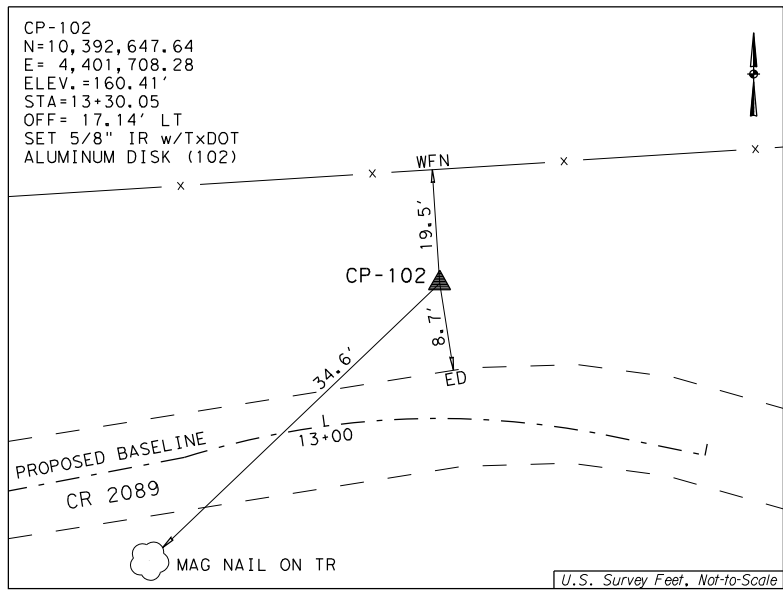 CP-102
N=10,392,647.64
E= 4,401,708.28
ELEV.=160.41'
STA=13+30.05
OFF= 17.14' LT
SET 5/8" IR w/TxDOT
ALUMINUM DISK (102)
x
x
WFN
x
x
19.5'
CP-102
8.7'
34.6'
ED
L
13+00
PROPOSED BASELINE
CR 2089
MAG NAIL ON TR
U.S. Survey Feet, Not-to-Scale